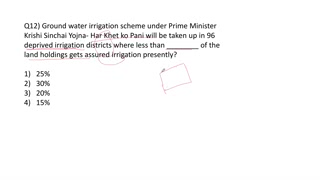 Q12) Ground water irrigation scheme under Prime Minister
Krishi Sinchai Yojna- Har Khet ko Pani will be taken up in 96
deprived irrigation districts where less than ________ of the
land holdings gets assured irrigation presently?
1) 25%
2) 30%
3) 20%
4) 15%